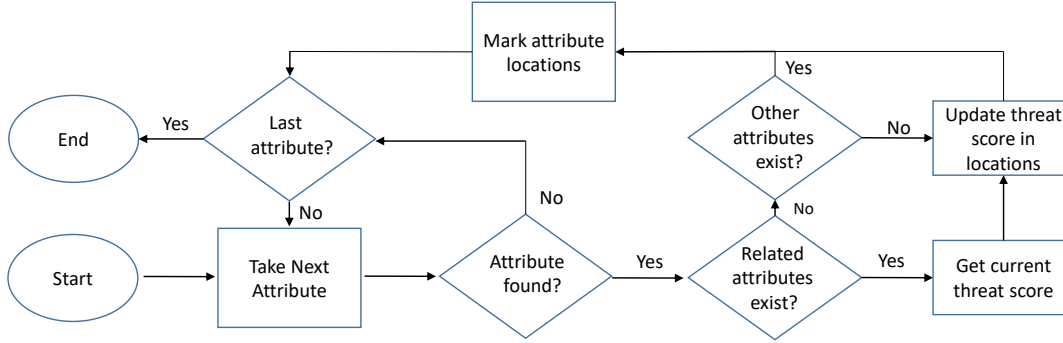 Mark attribute
locations
Yes
End
Yes
Last
attribute?
Other
attributes
exist?
No
Update threat
score in
locations
No
No
No
Start
Take Next
Attribute
Attribute
found?
Yes
Related
attributes
exist?
Yes
Get current
threat score